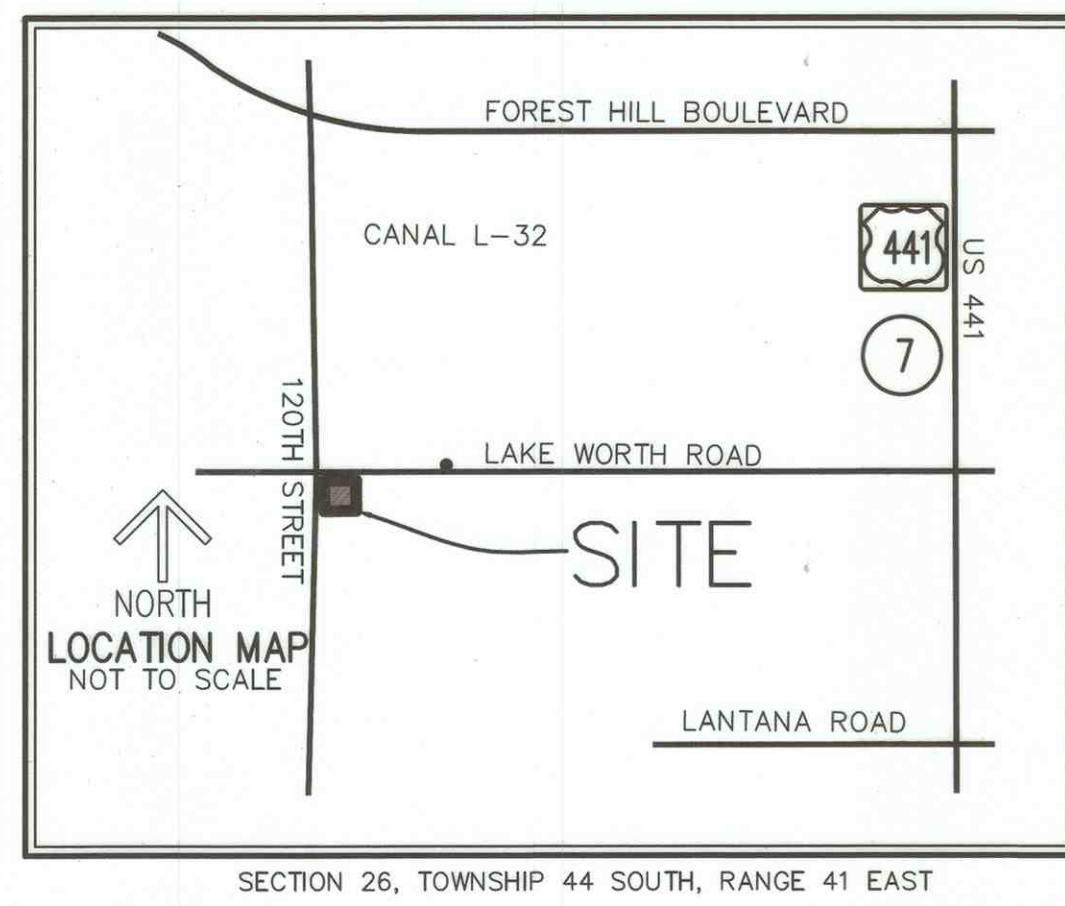 FOREST HILL BOULEVARD
CANAL L-32
441
US 441
7
120TH STREET
LAKE WORTH ROAD
SITE
NORTH
LOCATION MAP
NOT TO SCALE
LANTANA ROAD
SECTION 26, TOWNSHIP 44 SOUTH, RANGE 41 EAST